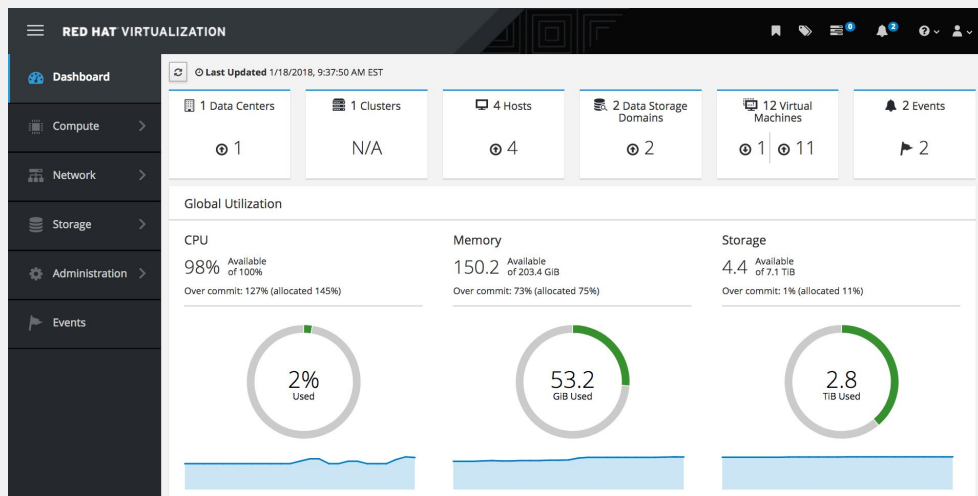 RED HAT VIRTUALIZATION
0
2
Dashboard
Compute
Network
Storage
Administration
Events
Last Updated 1/18/2018, 9:37:50 AM EST
1 Data Centers
1
1 Clusters
N/A
4 Hosts
4
2 Data Storage
Domains
2
12 Virtual
Machines
1 11
2 Events
2
Global Utilization
CPU
98% Available
of 100%
Over commit: 127% (allocated 145%)
2%
Used
Memory
150.2 Available
of 203.4 GiB
Over commit: 73% (allocated 75%)
53.2
GiB Used
Storage
4.4 Available
of 7.1 TiB
Over commit: 1% (allocated 11%)
2.8
TiB Used